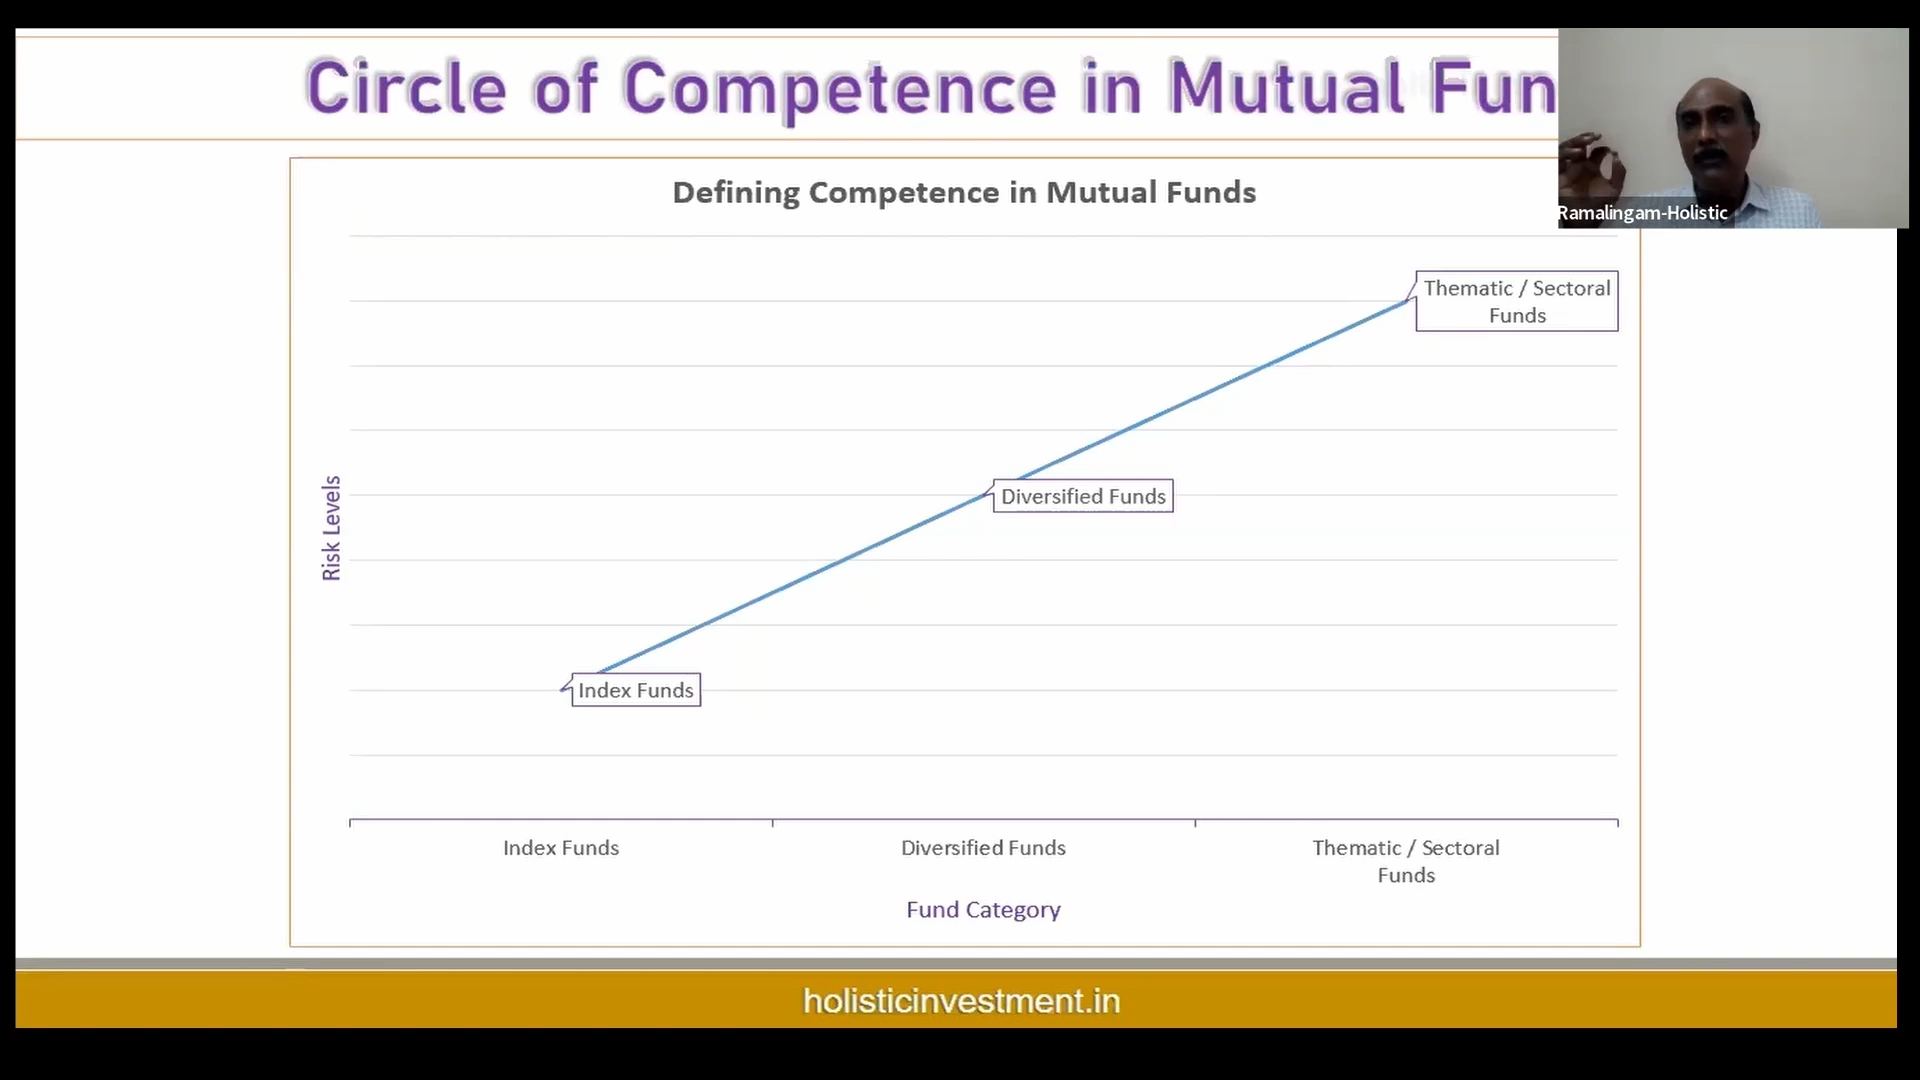 Circle of Competence in Mutual Fun
Ramalingam-Holistic
Defining Competence in Mutual Funds
Thematic / Sectoral
Funds
Diversified Funds
Index Funds
Risk Levels
Index Funds
Diversified Funds
Thematic / Sectoral
Funds
Fund Category
holisticinvestment.in